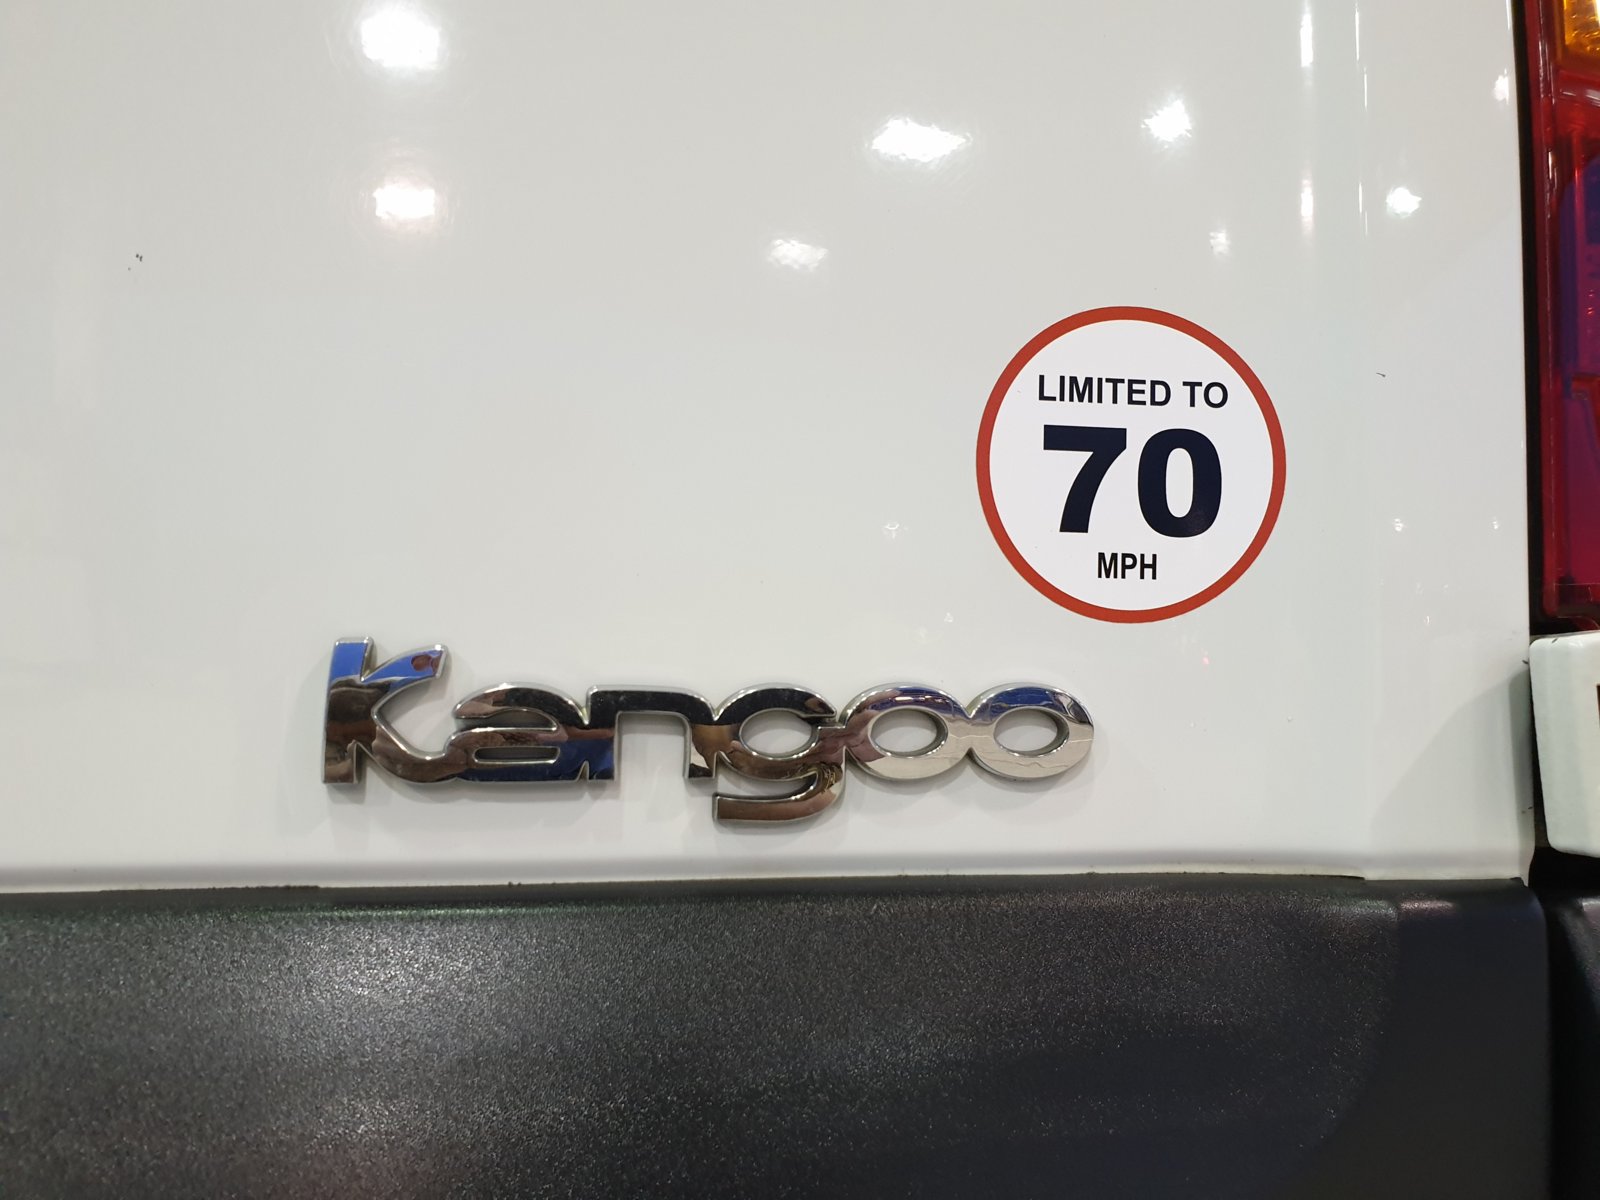 LIMITED TO
70
MPH
Kangoo